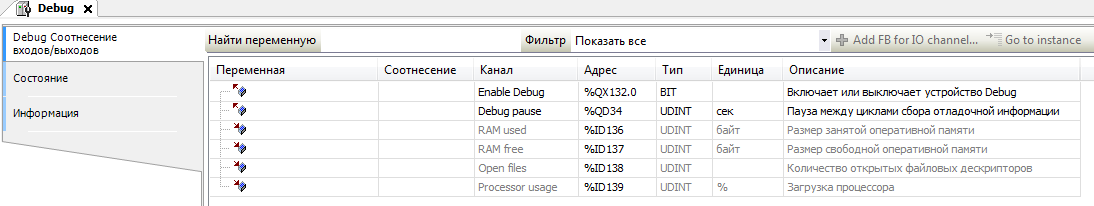 Debug
Debug Соотнесение
входов/выходов
Состояние
Информация
Найти переменную Фильтр Показать все Add FB for IO channel... Go to instance
Переменная Соотнесение Канал Адрес Тип Единица Описание
Enable Debug %QX132.0 BIT Включает или выключает устройство Debug
Debug pause %QD34 UDINT сек Пауза между циклами сбора отладочной информации
RAM used %ID136 UDINT байт Размер занятой оперативной памяти
RAM free %ID137 UDINT байт Размер свободной оперативной памяти
Open files %ID138 UDINT Количество открытых файловых дескрипторов
Processor usage %ID139 UDINT % Загрузка процессора